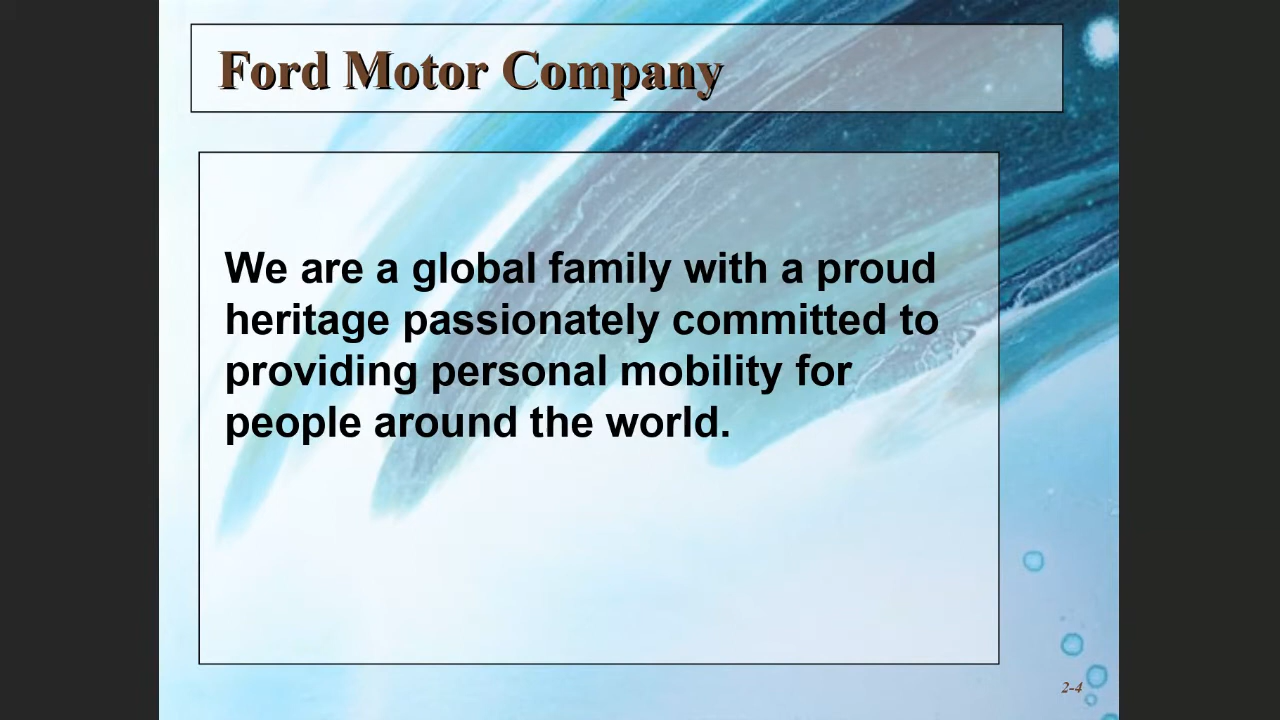 Ford Motor Company
We are a global family with a proud
heritage passionately committed to
providing personal mobility for
people around the world.
2-4